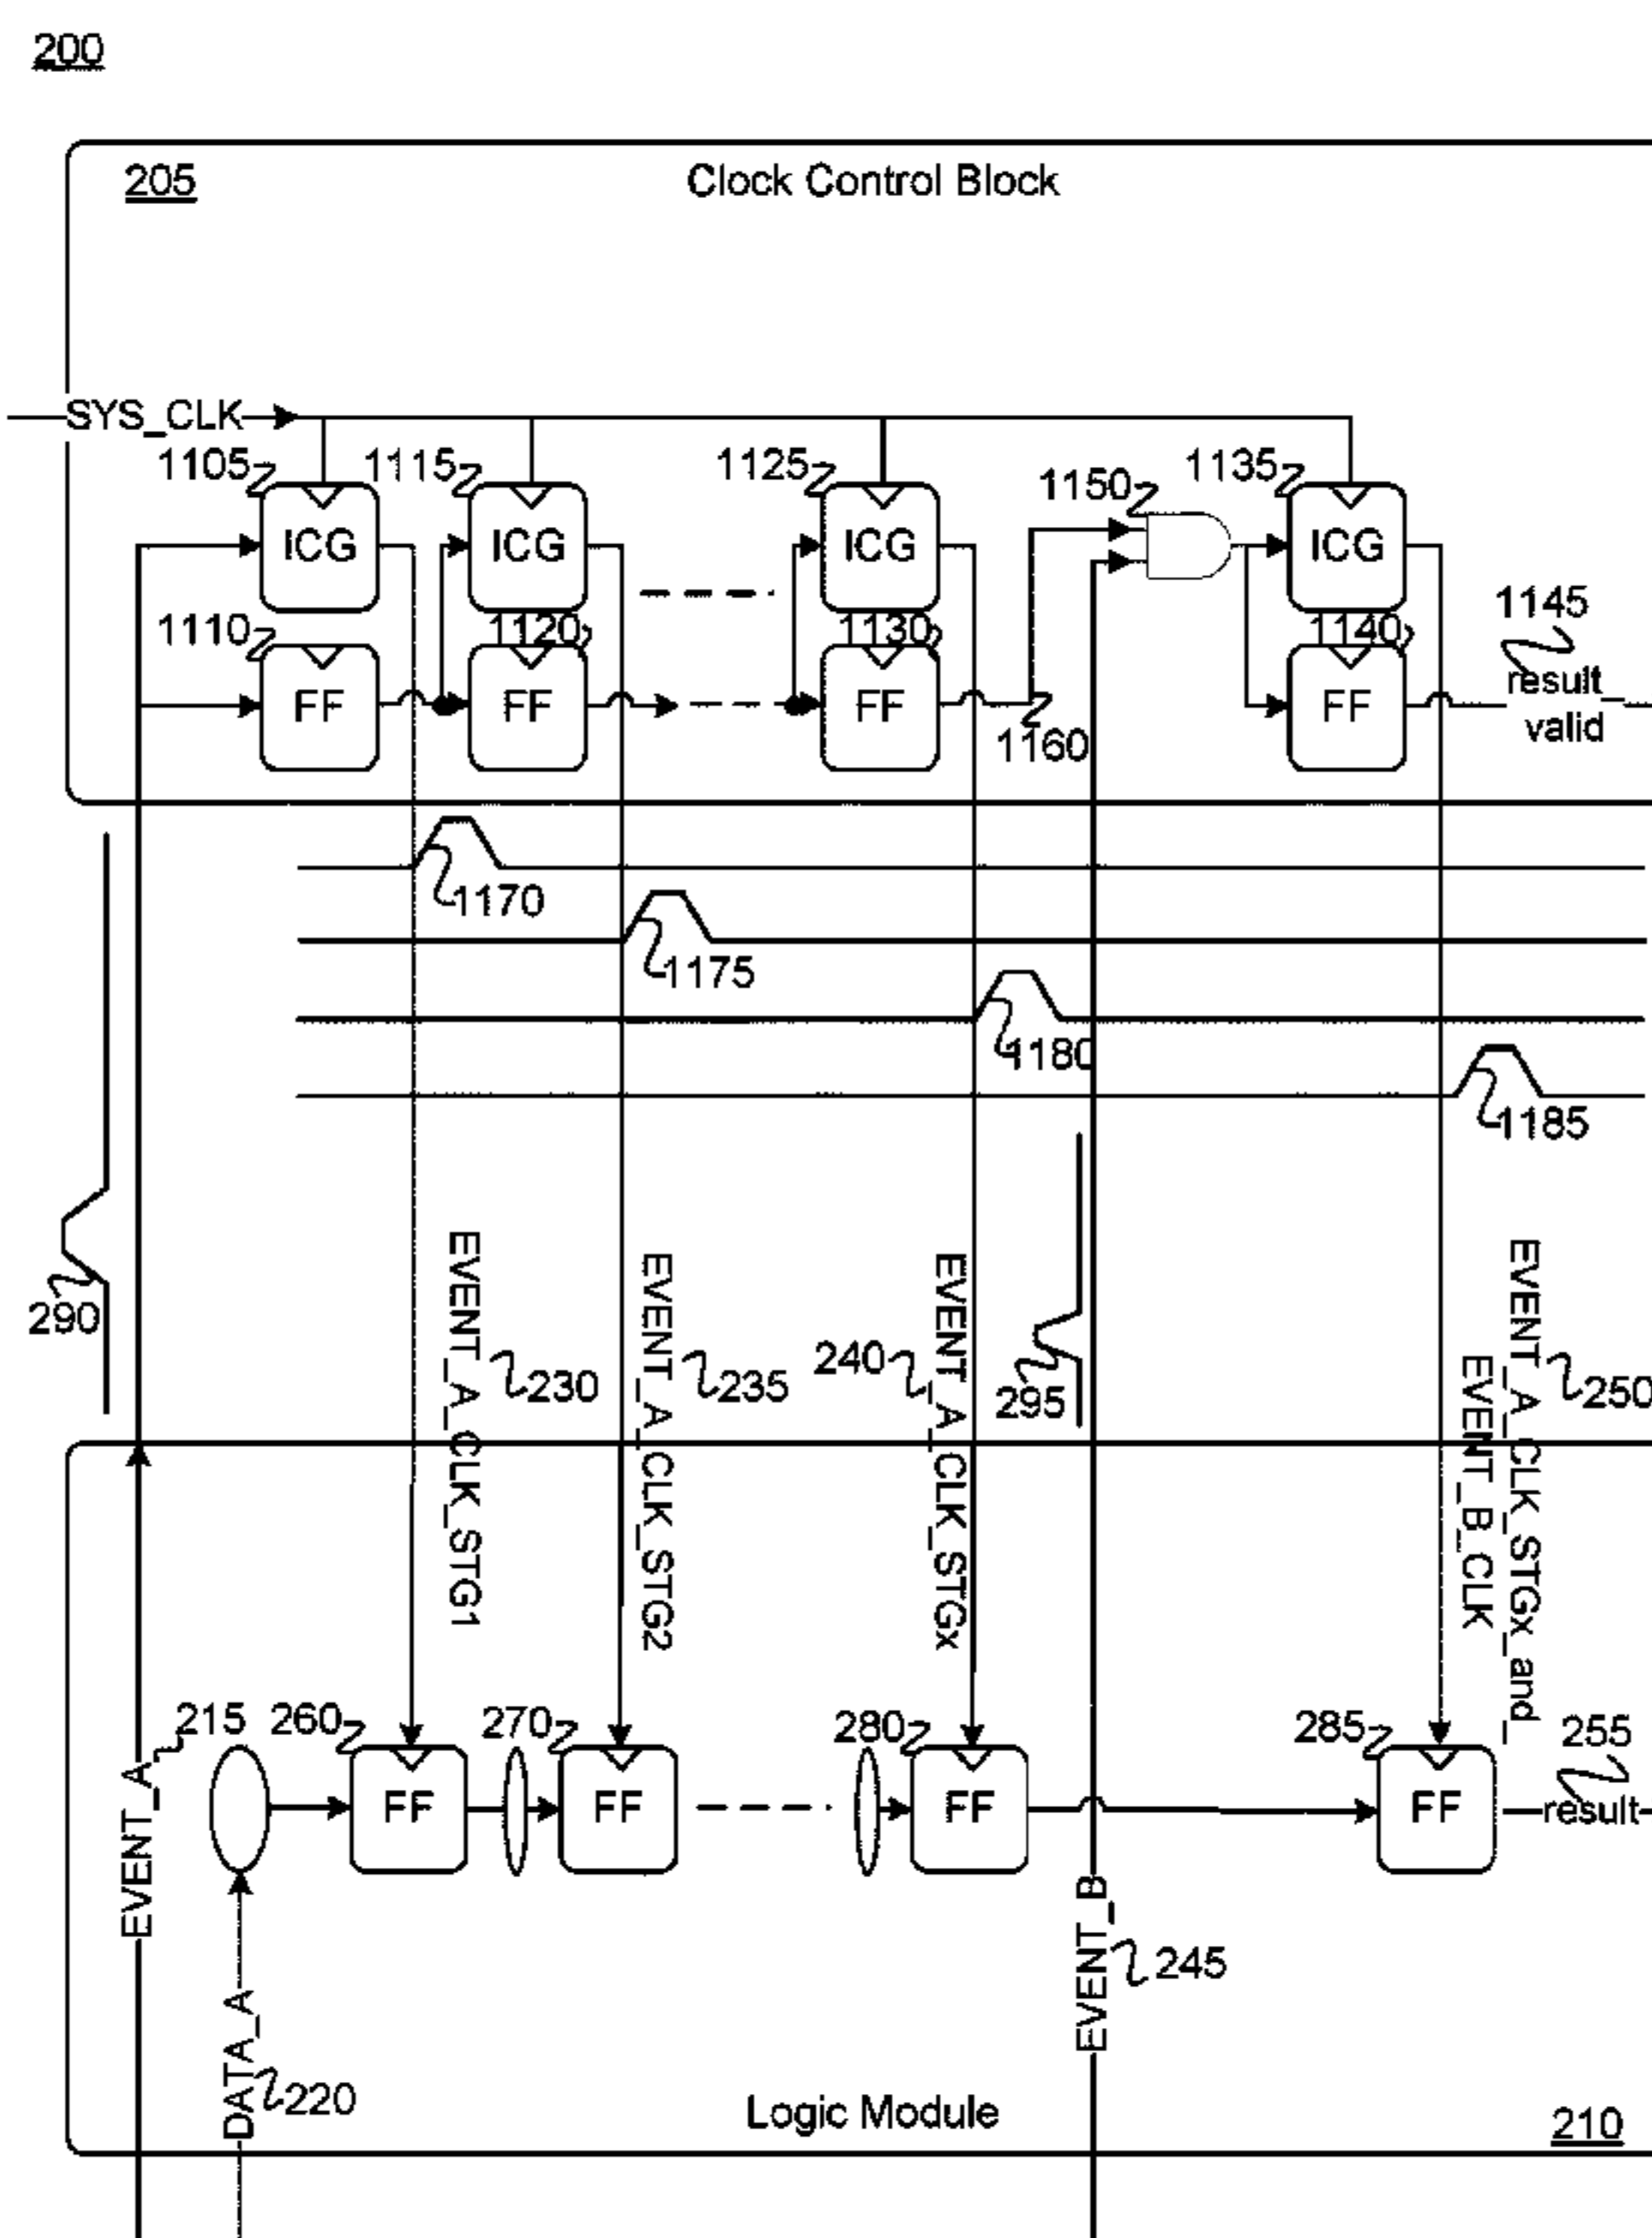 200
205
Clock Control Block
SYS_CLK
1105
1115
1125
1150
1135
ICG
ICG
ICG
ICG
1110
1120
1130
1140
1145
FF
FF
FF
FF
result_
valid
1160
1170
1175
1180
1185
290
EVENT_A_CLK_STG1
230
EVENT_A_CLK_STG2
235
240
EVENT_A_CLK_STGx
295
EVENT_A_CLK_STGx_and_
EVENT_B_CLK
250
215
260
270
280
285
255
FF
FF
FF
FF
result
EVENT_A
EVENT_B
245
DATA_A
220
Logic Module
210